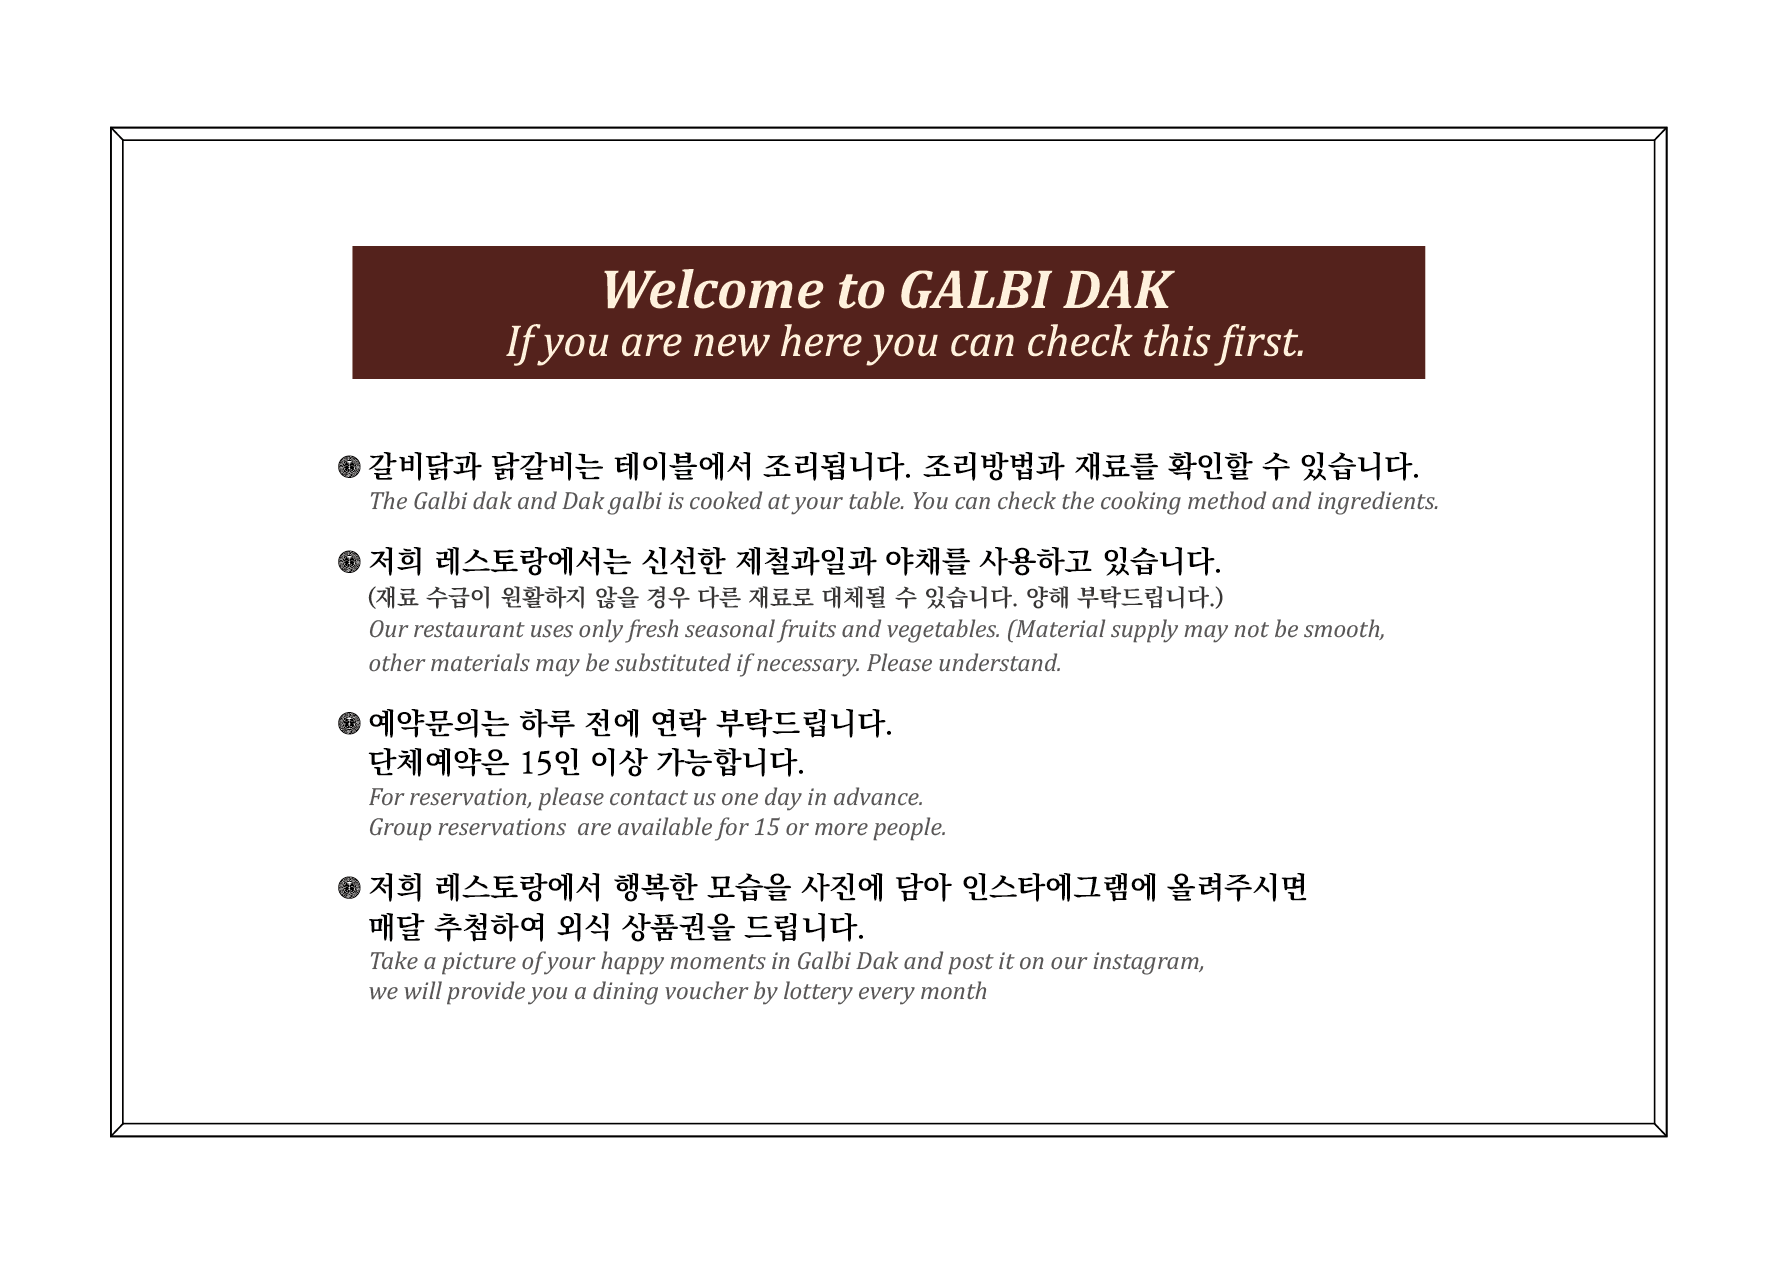 Welcome to GALBI DAK
If you are new here you can check this first.
갈비닭과 닭갈비는 테이블에서 조리됩니다. 조리방법과 재료를 확인할 수 있습니다.
The Galbi dak and Dak galbi is cooked at your table. You can check the cooking method and ingredients.
저희 레스토랑에서는 신선한 제철과일과 야채를 사용하고 있습니다.
(재료 수급이 원활하지 않을 경우 다른 재료로 대체될 수 있습니다. 양해 부탁드립니다.)
Our restaurant uses only fresh seasonal fruits and vegetables. (Material supply may not be smooth,
other materials may be substituted if necessary. Please understand.
예약문의는 하루 전에 연락 부탁드립니다.
단체예약은 15인 이상 가능합니다.
For reservation, please contact us one day in advance.
Group reservations  are available for 15 or more people.
저희 레스토랑에서 행복한 모습을 사진에 담아 인스타에그램에 올려주시면
매달 추첨하여 외식 상품권을 드립니다.
Take a picture of your happy moments in Galbi Dak and post it on our instagram,
we will provide you a dining voucher by lottery every month